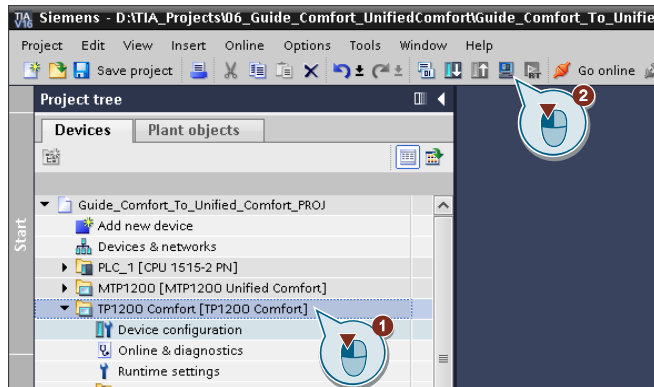 TIA V16 Siemens - D:\TIA_Projects\06_Guide_Comfort_UnifiedComfort\Guide_Comfort_To_Unifie
Project Edit View Insert Online Options Tools Window Help
Save project Go online
Project tree
2
Devices Plant objects
Start
Guide_Comfort_To_Unified_Comfort_PROJ
Add new device
Devices & networks
PLC_1 [CPU 1515-2 PN]
MTP1200 [MTP1200 Unified Comfort]
TP1200 Comfort [TP1200 Comfort]
1
Device configuration
Online & diagnostics
Runtime settings